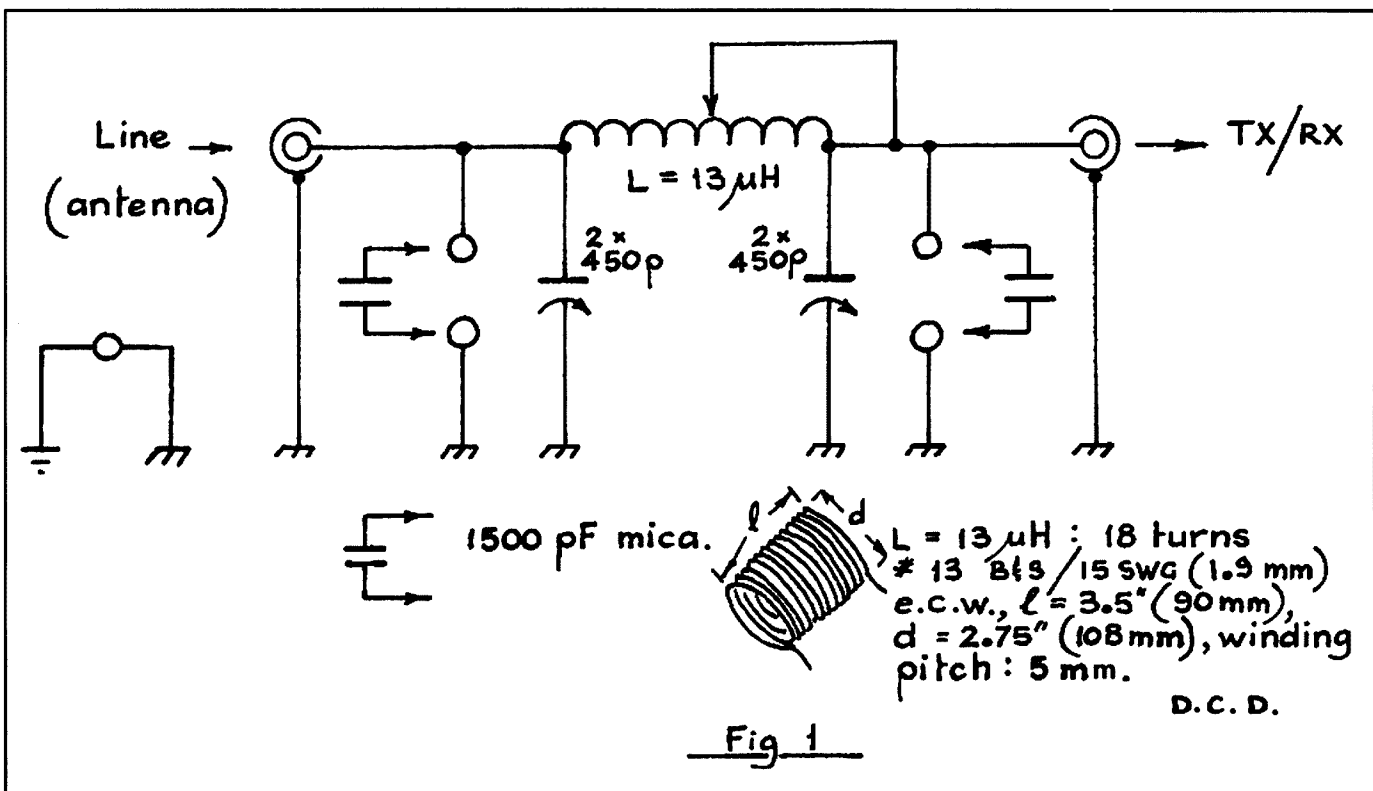 Line →
(antenna)
TX/RX
L = 13 μH
2 x
450p
2 x
450p
1500 pF mica.
l
d
L = 13 μH : 18 turns
# 13 B&S / 15 SWG (1.9 mm)
e.c.w., l = 3.5" (90 mm),
d = 2.75" (108 mm), winding
pitch : 5 mm.
D.C.D.
Fig 1